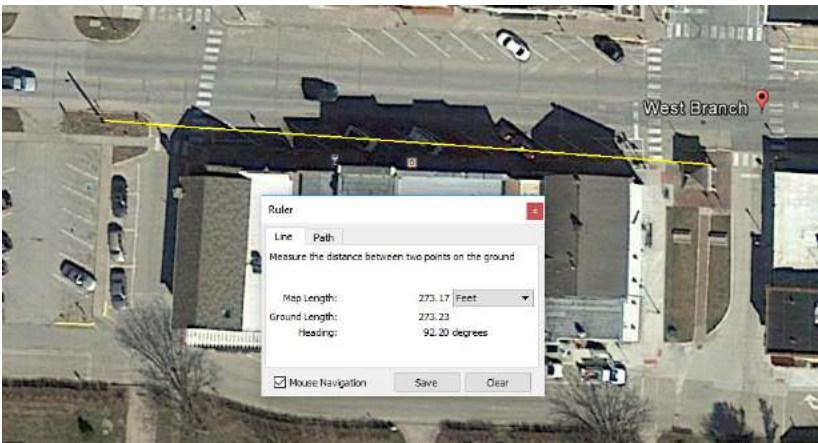 West Branch
Ruler
Line Path
Measure the distance between two points on the ground
Map Length: 273.17 Feet
Ground Length: 273.23
Heading: 92.20 degrees
Mouse Navigation Save Clear